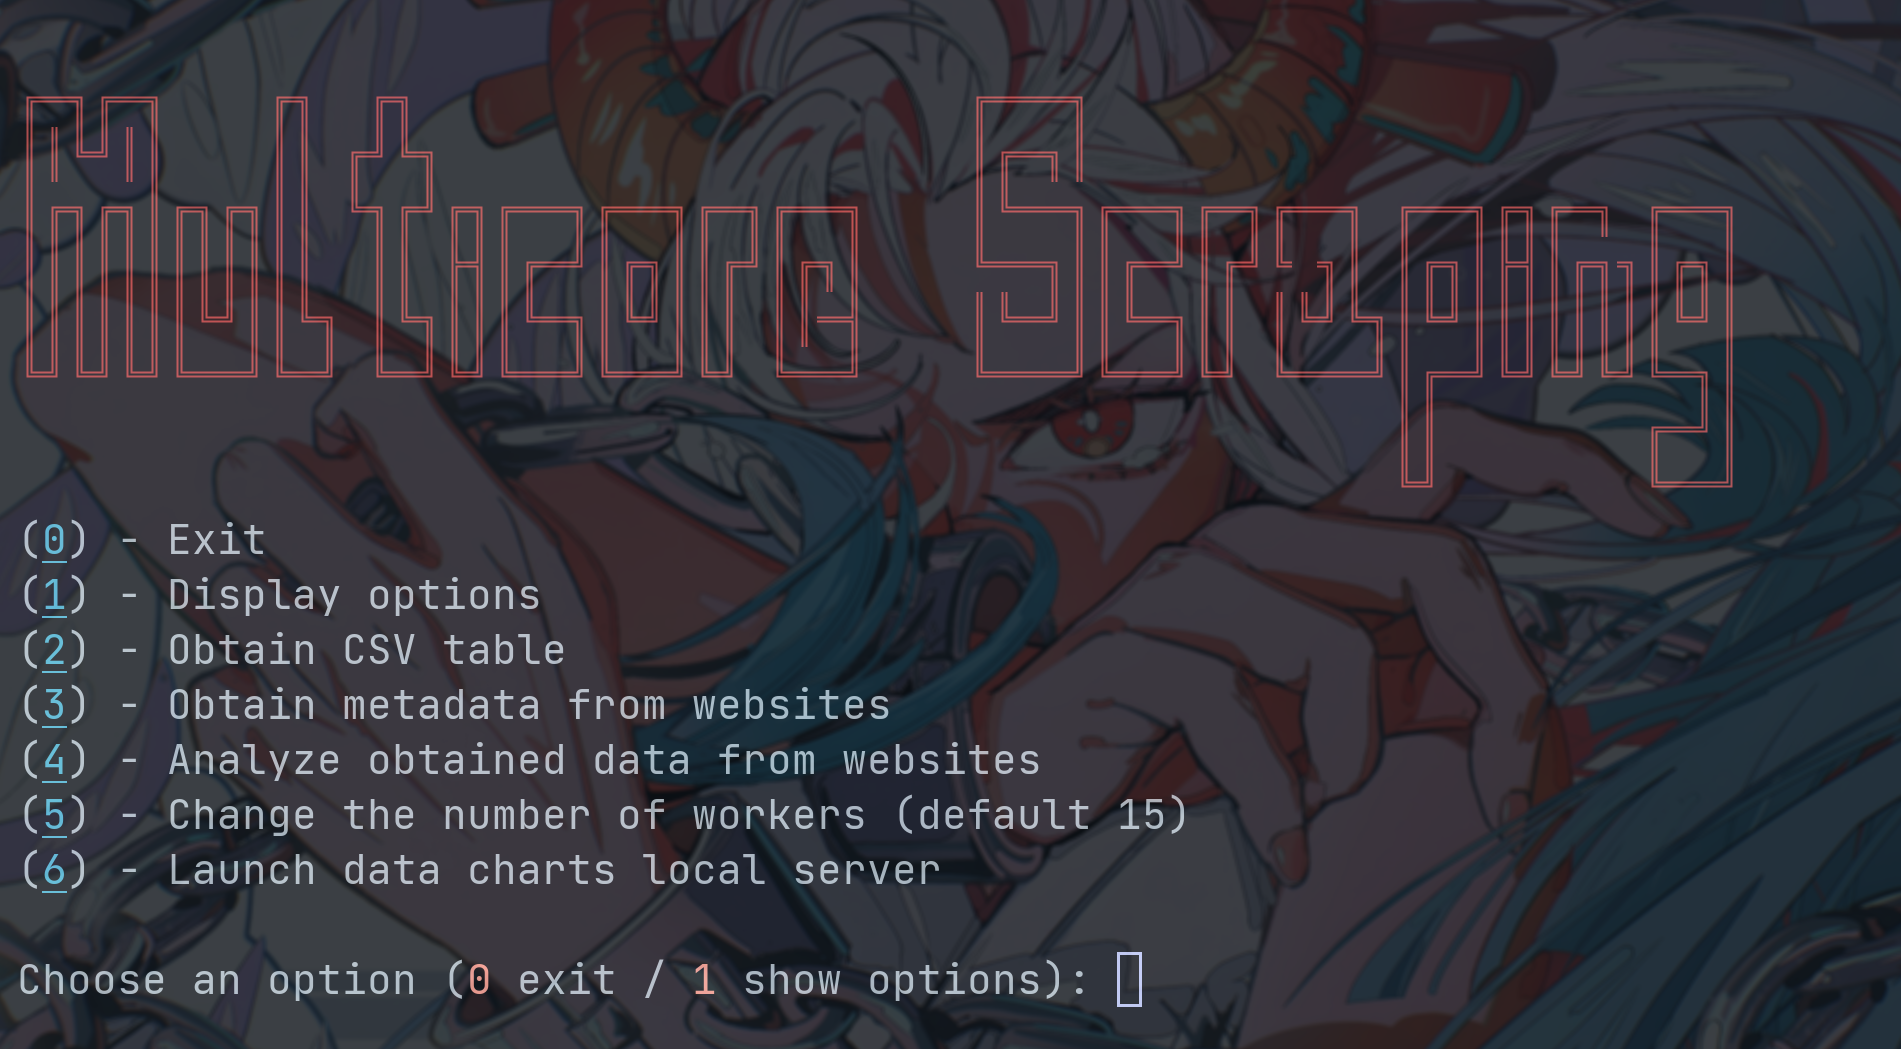 Multicore Scraping
(0) - Exit
(1) - Display options
(2) - Obtain CSV table
(3) - Obtain metadata from websites
(4) - Analyze obtained data from websites
(5) - Change the number of workers (default 15)
(6) - Launch data charts local server
Choose an option (0 exit / 1 show options):